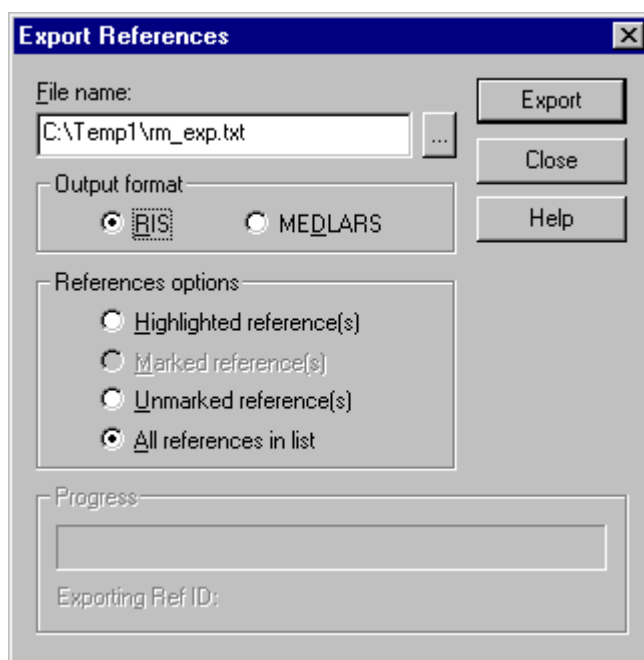 Export References
File name:
C:\Temp1\rm_exp.txt
...
Export
Close
Help
Output format
RIS
MEDLARS
References options
Highlighted reference(s)
Marked reference(s)
Unmarked reference(s)
All references in list
Progress
Exporting Ref ID: